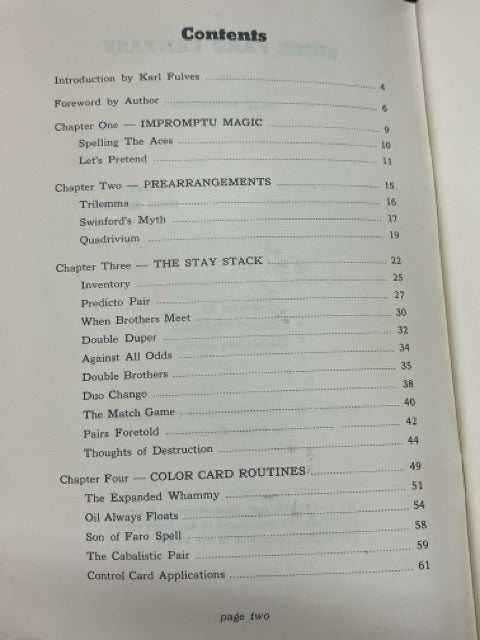 Contents
Introduction by Karl Fulves 4
Foreword by Author 6
Chapter One — IMPROMPTU MAGIC 9
Spelling The Aces 10
Let's Pretend 11
Chapter Two — PREARRANGEMENTS 15
Trilemma 16
Swinford's Myth 17
Quadrivium 19
Chapter Three — THE STAY STACK 22
Inventory 25
Predicto Pair 27
When Brothers Meet 30
Double Duper 32
Against All Odds 34
Double Brothers 35
Duo Chango 38
The Match Game 40
Pairs Foretold 42
Thoughts of Destruction 44
Chapter Four — COLOR CARD ROUTINES 49
The Expanded Whammy 51
Oil Always Floats 54
Son of Faro Spell 58
The Cabalistic Pair 59
Control Card Applications 61
page two